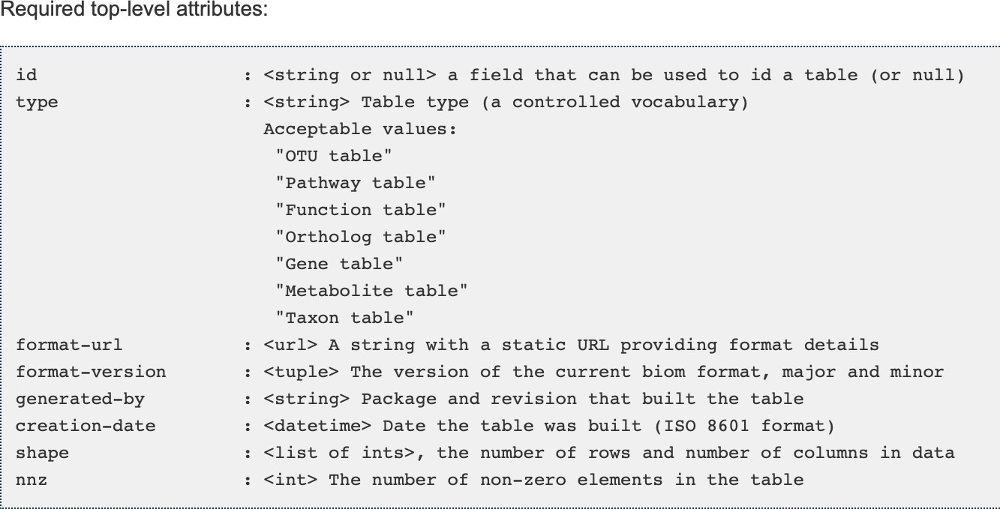 Required top-level attributes:
id : <string or null> a field that can be used to id a table (or null)
type : <string> Table type (a controlled vocabulary)
Acceptable values:
"OTU table"
"Pathway table"
"Function table"
"Ortholog table"
"Gene table"
"Metabolite table"
"Taxon table"
format-url : <url> A string with a static URL providing format details
format-version : <tuple> The version of the current biom format, major and minor
generated-by : <string> Package and revision that built the table
creation-date : <datetime> Date the table was built (ISO 8601 format)
shape : <list of ints>, the number of rows and number of columns in data
nnz : <int> The number of non-zero elements in the table